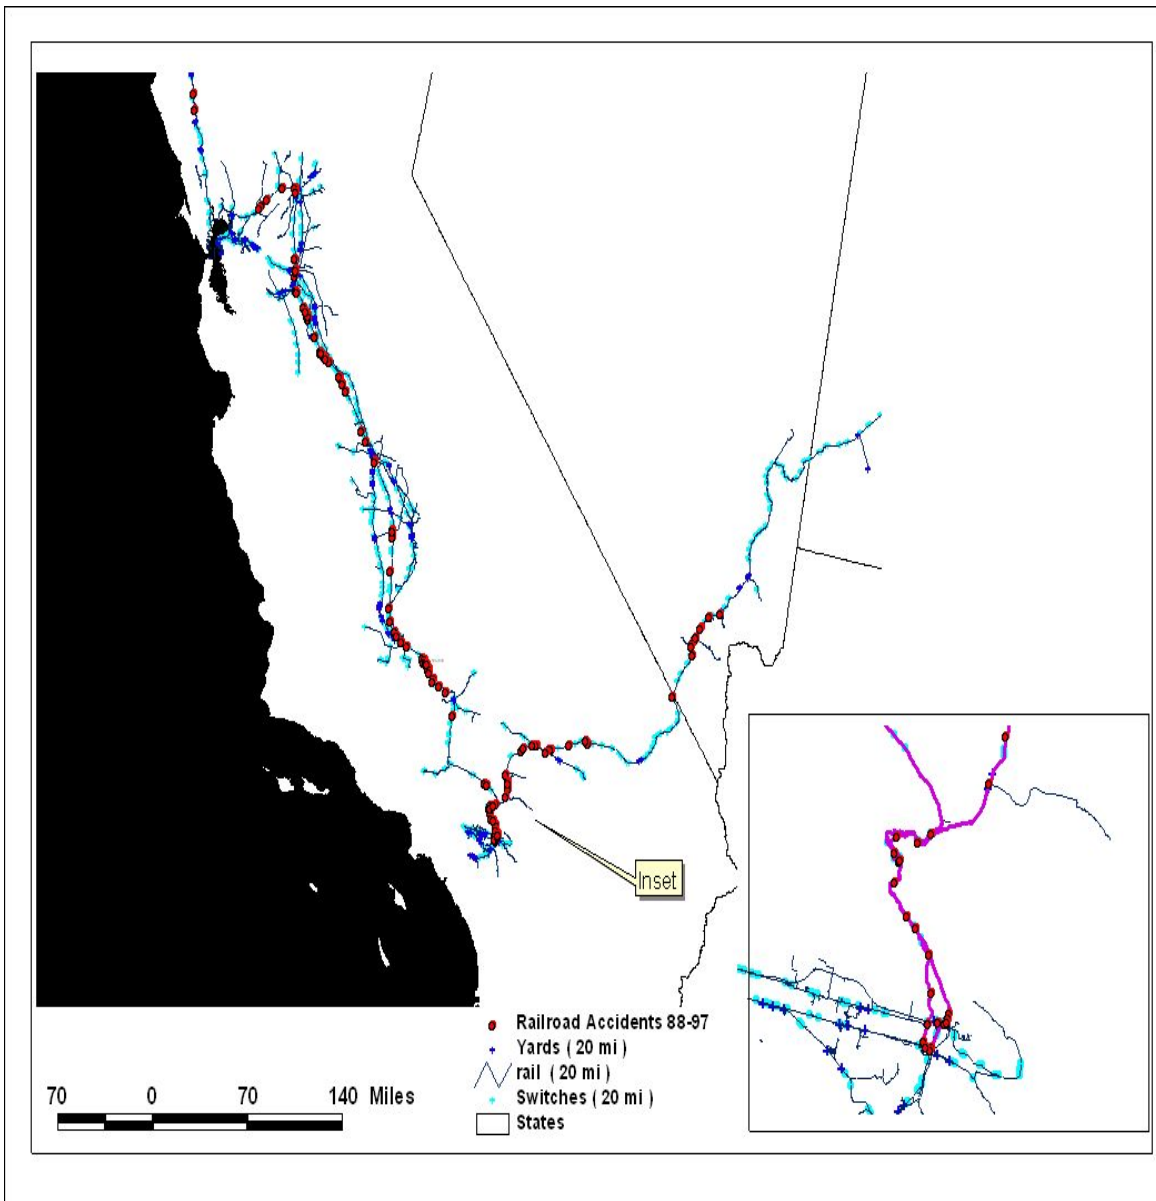 Inset
Railroad Accidents 88-97
Yards ( 20 mi )
rail ( 20 mi )
Switches ( 20 mi )
States
70 0 70 140 Miles